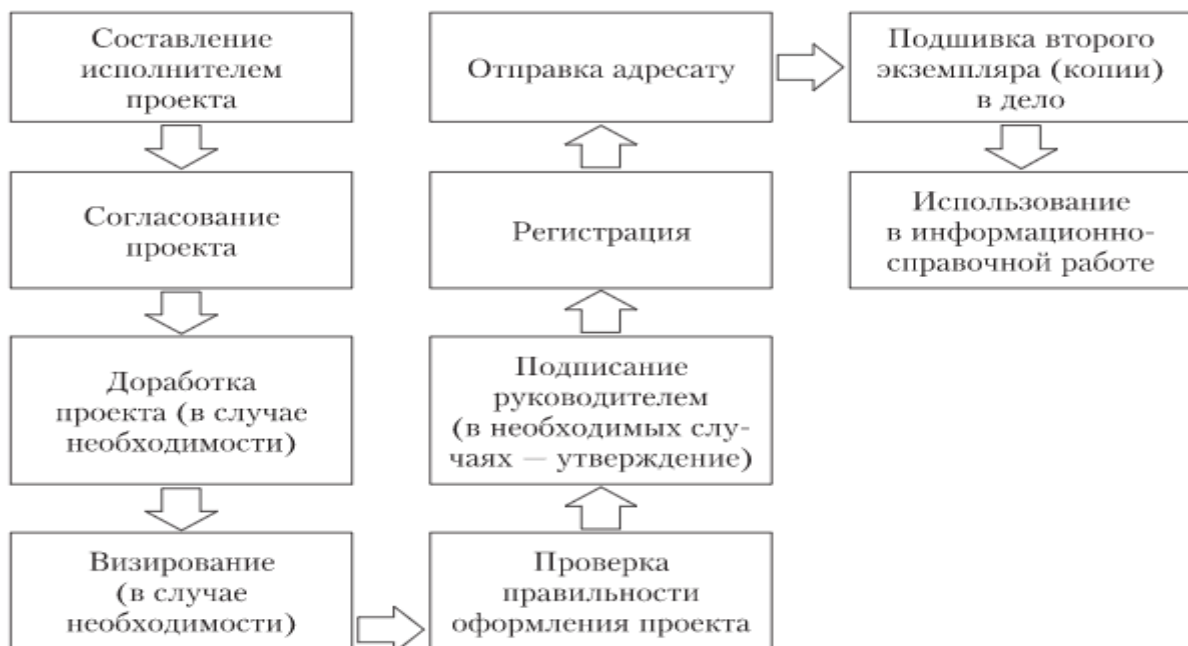 Составление
исполнителем
проекта
Согласование
проекта
Доработка
проекта (в случае
необходимости)
Визирование
(в случае
необходимости)
Проверка
правильности
оформления проекта
Подписание
руководителем
(в необходимых слу-
чаях — утверждение)
Регистрация
Отправка адресату
Подшивка второго
экземпляра (копии)
в дело
Использование
в информационно-
справочной работе